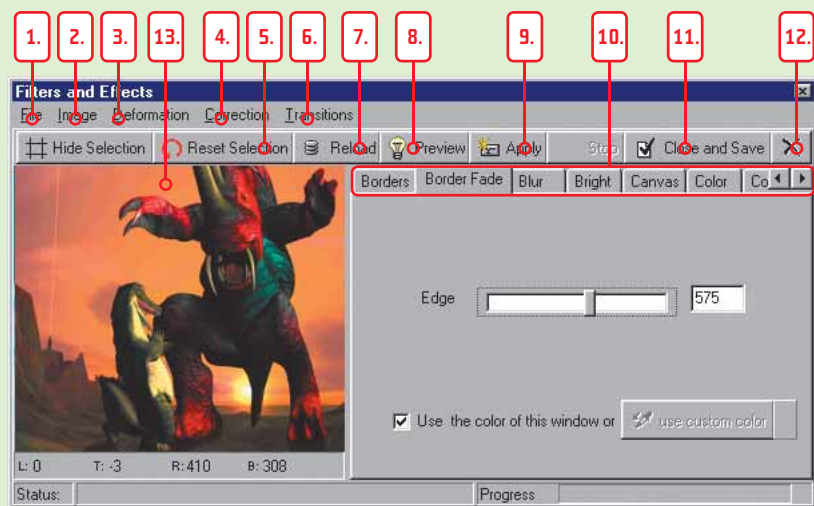 1. 2. 3. 13. 4. 5. 6. 7. 8. 9. 10. 11. 12.
Filters and Effects
File Image Deformation Correction Transitions
Hide Selection Reset Selection Reload Preview Apply Stop Close and Save
Borders Border Fade Blur Bright Canvas Color Co
Edge 575
Use the color of this window or use custom color
L: 0 T: -3 R: 410 B: 308
Status: Progress